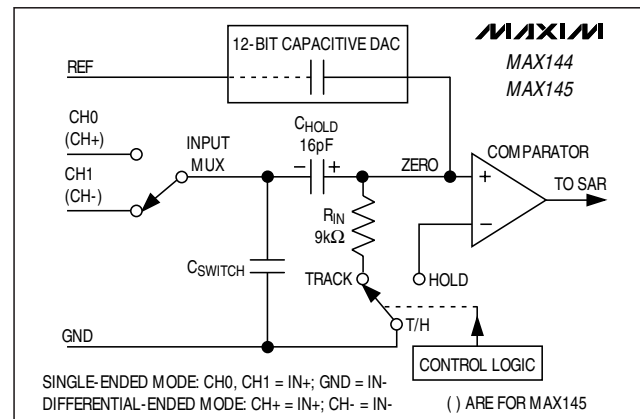 12-BIT CAPACITIVE DAC
MAXIM
MAX144
MAX145
REF
CH0
(CH+)
CH1
(CH-)
INPUT
MUX
CHOLD
16pF
− +
ZERO
COMPARATOR
+
−
TO SAR
RIN
9kΩ
CSWITCH
TRACK
HOLD
T/H
GND
CONTROL LOGIC
SINGLE-ENDED MODE: CH0, CH1 = IN+; GND = IN-
DIFFERENTIAL-ENDED MODE: CH+ = IN+; CH- = IN-
( ) ARE FOR MAX145